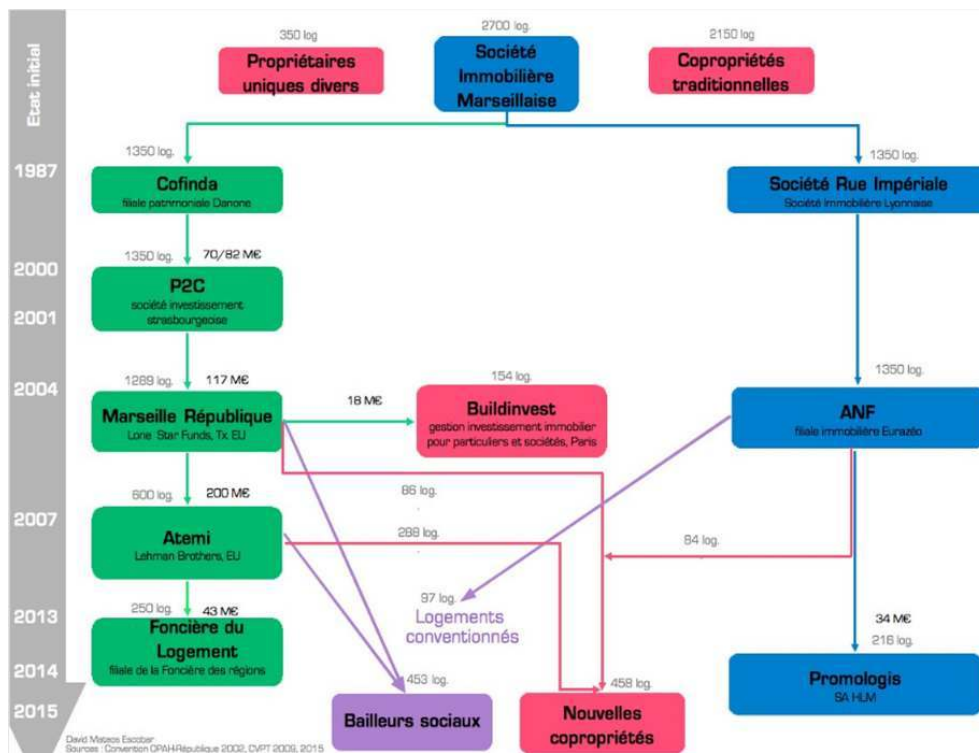 Etat initial
350 log
Propriétaires
uniques divers
2700 log.
Société
Immobilière
Marseillaise
2150 log
Copropriétés
traditionnelles
1987
1350 log.
Cofinda
filiale patrimoniale Danone
1350 log.
Société Rue Impériale
Société Immobilière Lyonnaise
2000
1350 log.
70/82 M€
P2C
société investissement
strasbourgeoise
2001
2004
1289 log.
117 M€
Marseille République
Lone Star Funds, Tx. EU
18 M€
154 log.
Buildinvest
gestion investissement immobilier
pour particuliers et sociétés, Paris
1350 log.
ANF
filiale immobilière Eurazéo
86 log.
2007
600 log.
200 M€
Atemi
Lehman Brothers, EU
288 log.
84 log.
2013
250 log.
43 M€
Foncière du
Logement
filiale de la Foncière des régions
97 log.
Logements
conventionnés
34 M€
216 log.
Promologis
SA HLM
2014
2015
453 log.
Bailleurs sociaux
458 log.
Nouvelles
copropriétés
David Mateos Escobar
Sources : Convention OPAH-République 2002, CVPT 2009, 2015